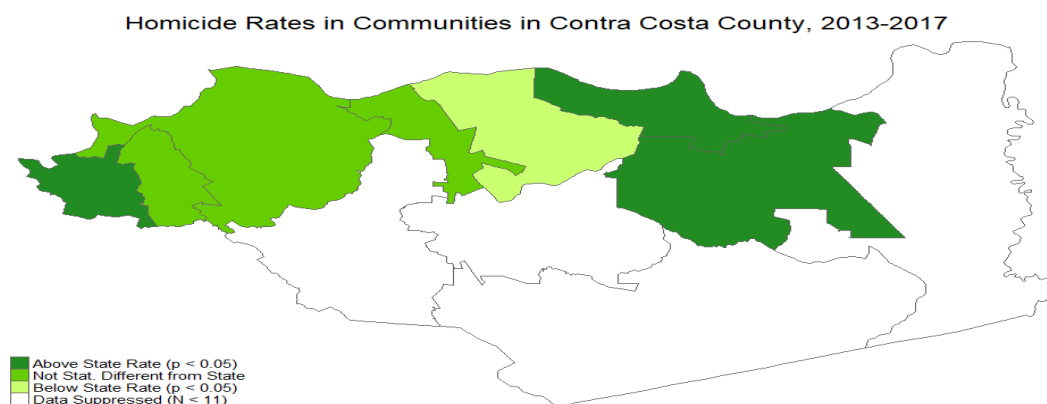 Homicide Rates in Communities in Contra Costa County, 2013-2017
Above State Rate (p < 0.05)
Not Stat. Different from State
Below State Rate (p < 0.05)
Data Suppressed (N < 11)